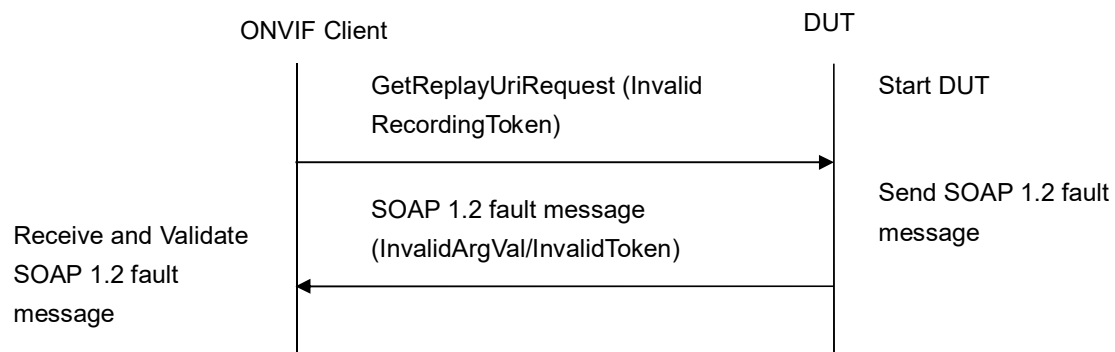 ONVIF Client
DUT
GetReplayUriRequest (Invalid
RecordingToken)
Start DUT
SOAP 1.2 fault message
(InvalidArgVal/InvalidToken)
Send SOAP 1.2 fault
message
Receive and Validate
SOAP 1.2 fault
message